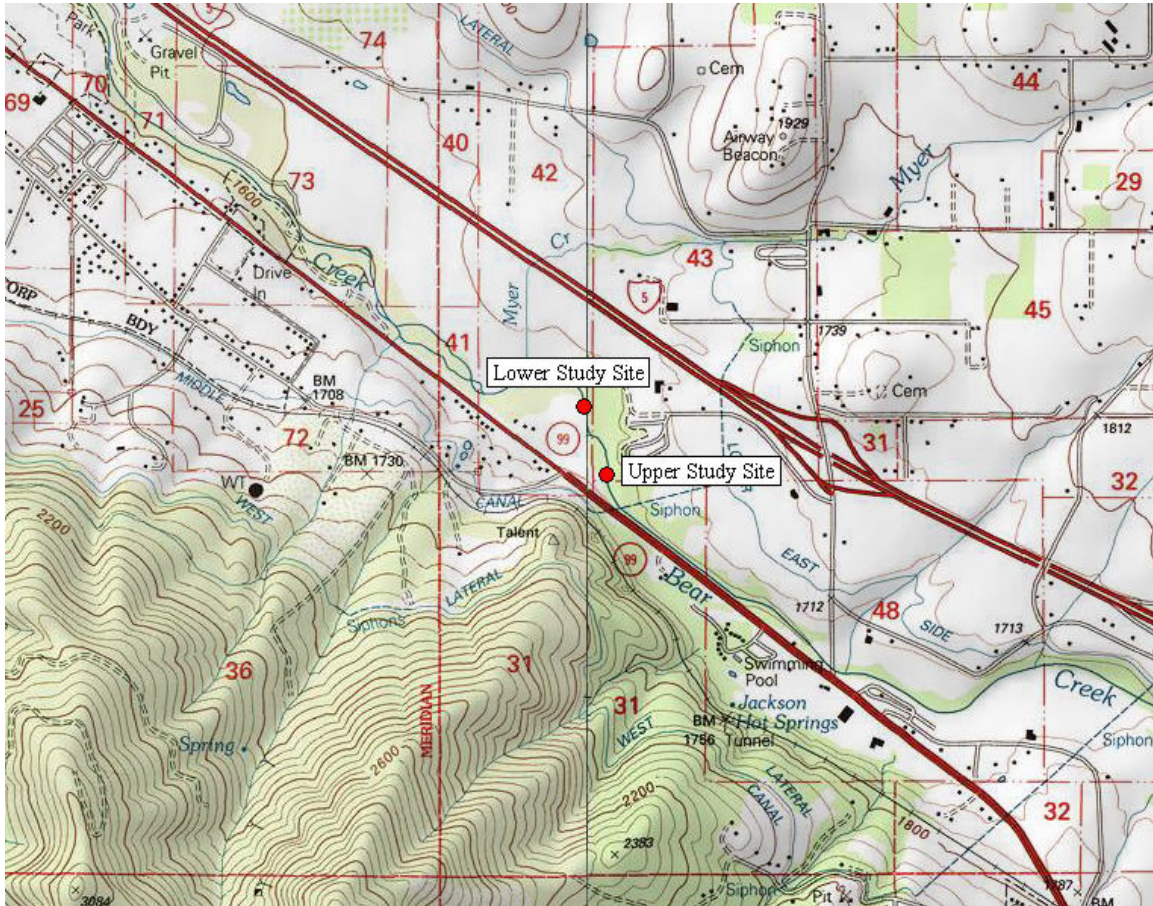 Park
Gravel
Pit
74
LATERAL
2200
Cem
44
70
69
71
1929
Airway
Beacon
40
42
Myer
73
1600
29
Cr
43
Creek
Drive
In
5
Myer
CORP
BDY
45
1739
Siphon
41
Lower Study Site
MIDDLE
BM
1708
Cem
25
99
1812
72
31
BM 1730
Upper Study Site
32
WT
WEST
CANAL
LOWER
2200
Siphon
Talent
99
EAST
Bear
LATERAL
1712
48
Siphons
SIDE
1713
Swimming
Pool
36
31
Creek
MERIDIAN
31
Jackson
Hot Springs
WEST
BM
1756
Tunnel
Spring
Siphon
2600
LATERAL
CANAL
2200
1800
32
2383
3084
Siphon
Pit
1787
BM